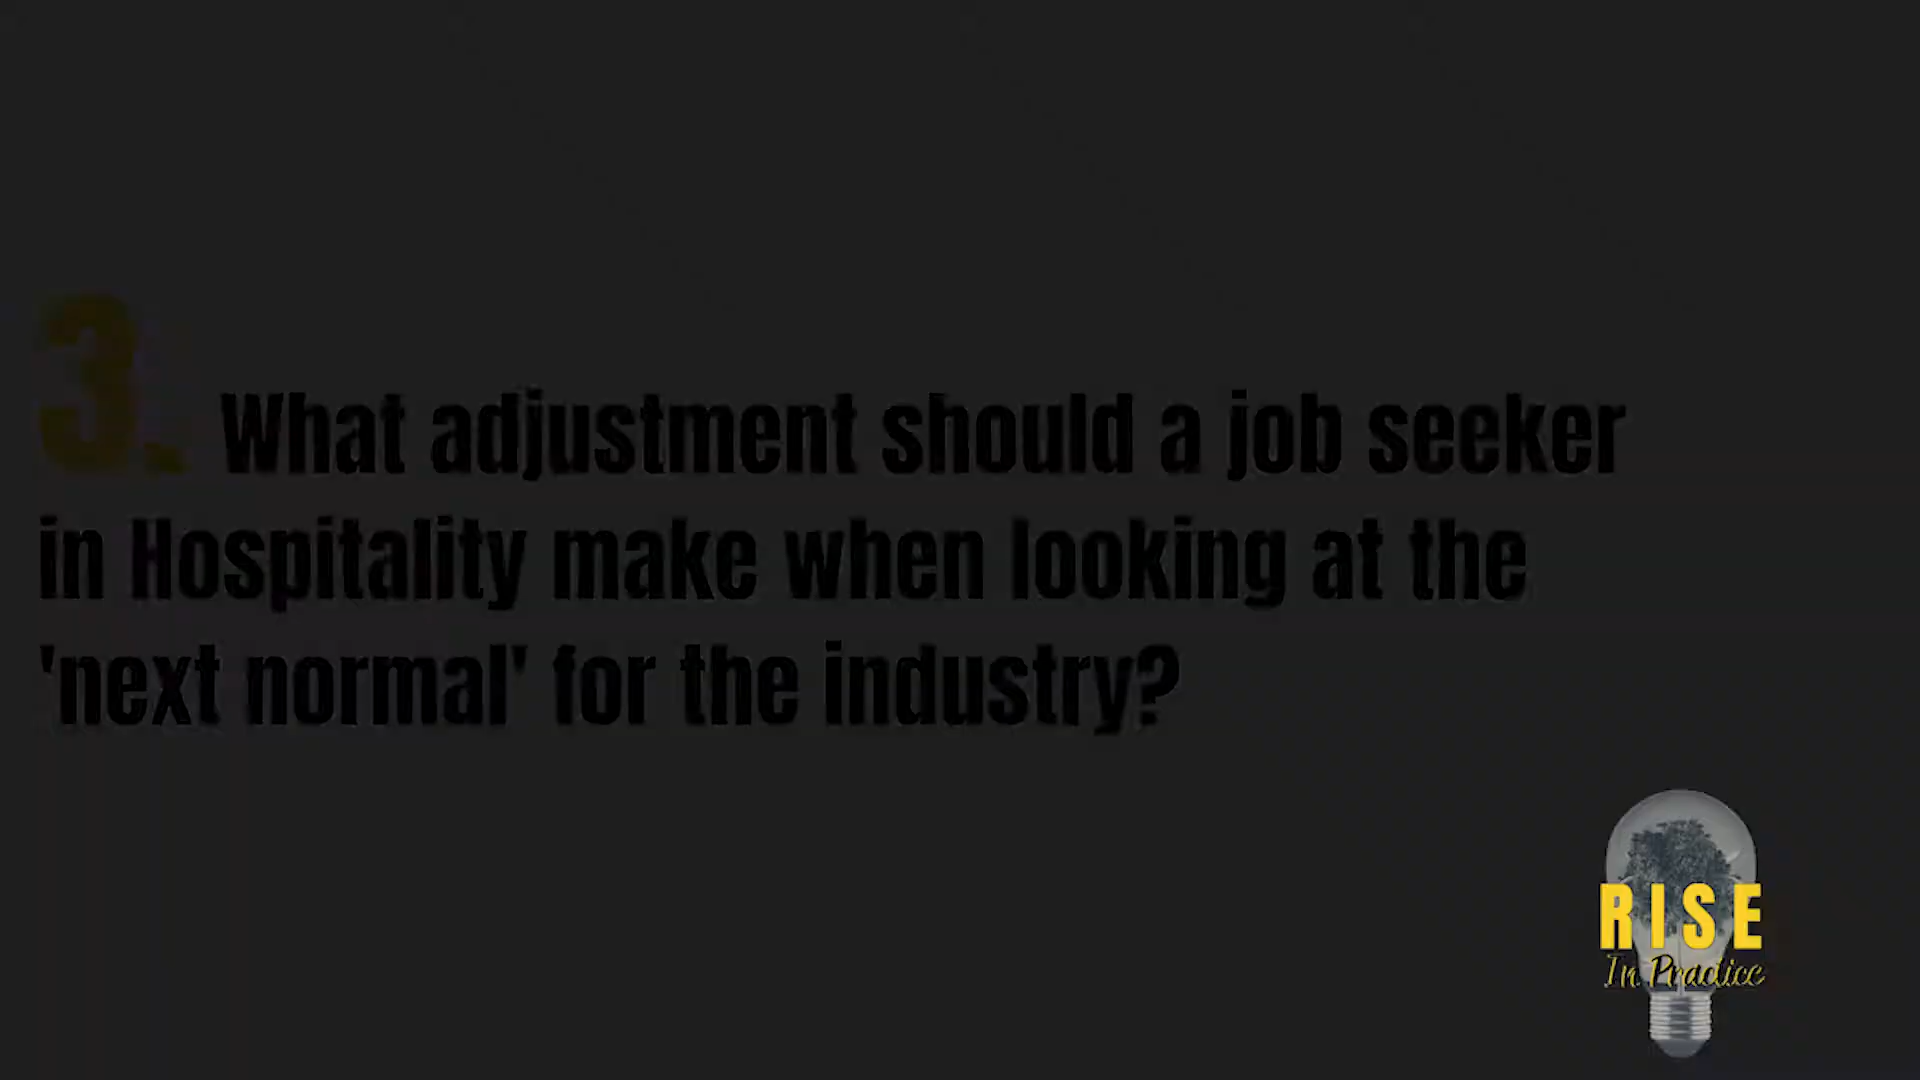 3. What adjustment should a job seeker
in Hospitality make when looking at the
'next normal' for the industry?
RISE
In Practice